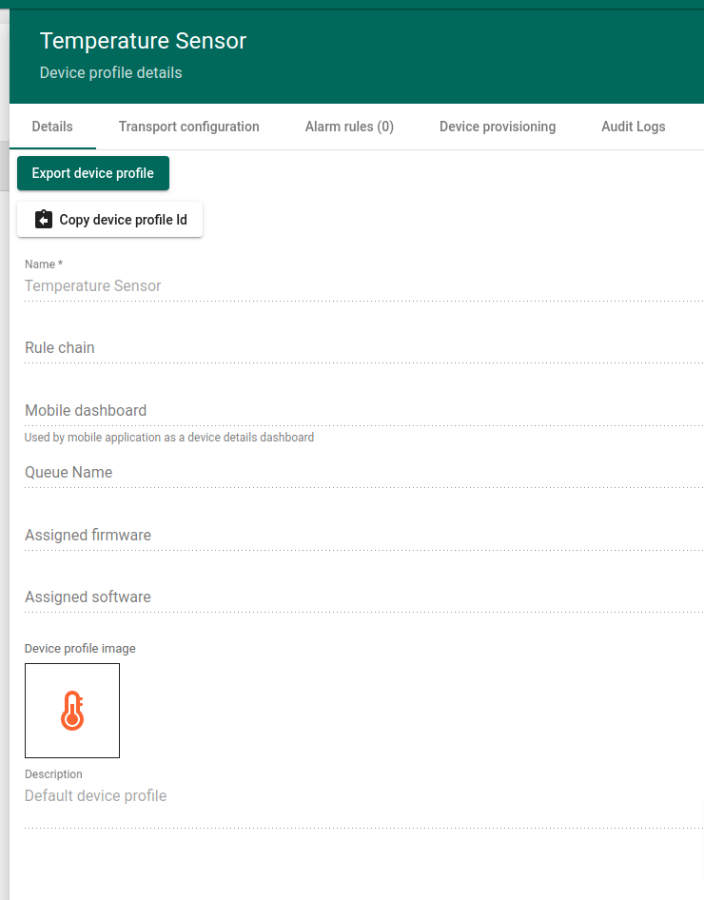 Temperature Sensor
Device profile details
Details Transport configuration Alarm rules (0) Device provisioning Audit Logs
Export device profile
Copy device profile Id
Name *
Temperature Sensor
Rule chain
Mobile dashboard
Used by mobile application as a device details dashboard
Queue Name
Assigned firmware
Assigned software
Device profile image
Description
Default device profile